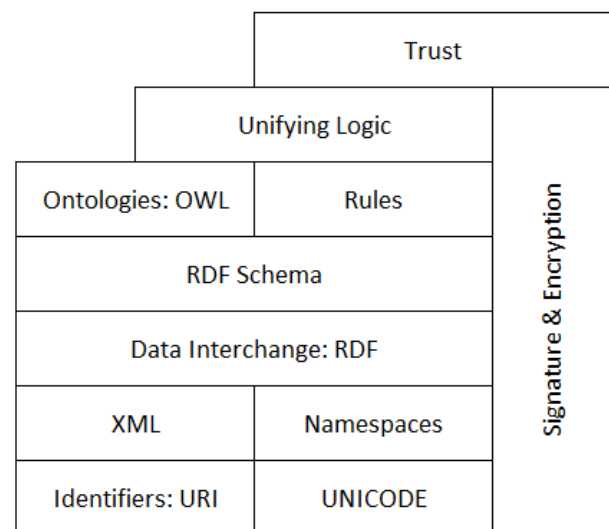 Trust
Unifying Logic
Ontologies: OWL
Rules
RDF Schema
Data Interchange: RDF
XML
Namespaces
Identifiers: URI
UNICODE
Signature & Encryption